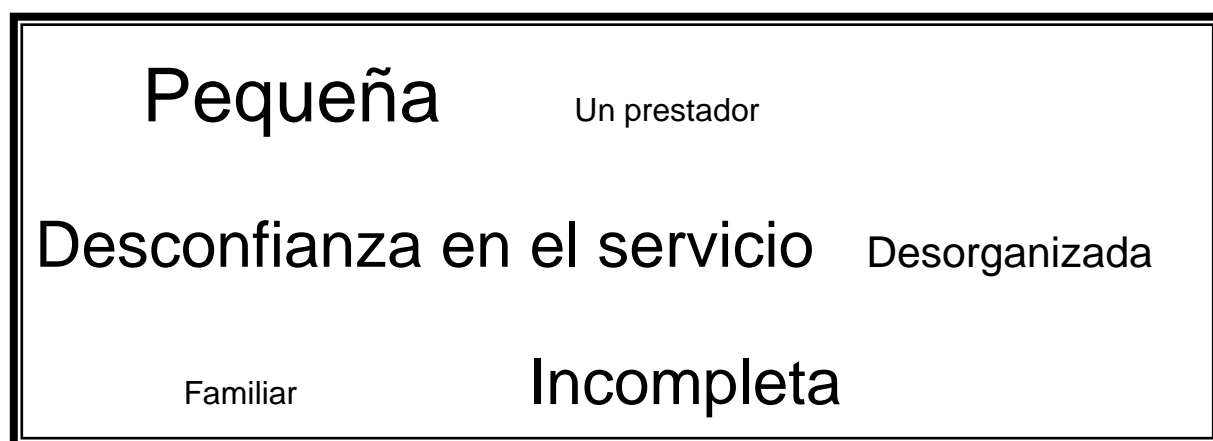 Pequeña Un prestador
Desconfianza en el servicio Desorganizada
Familiar Incompleta